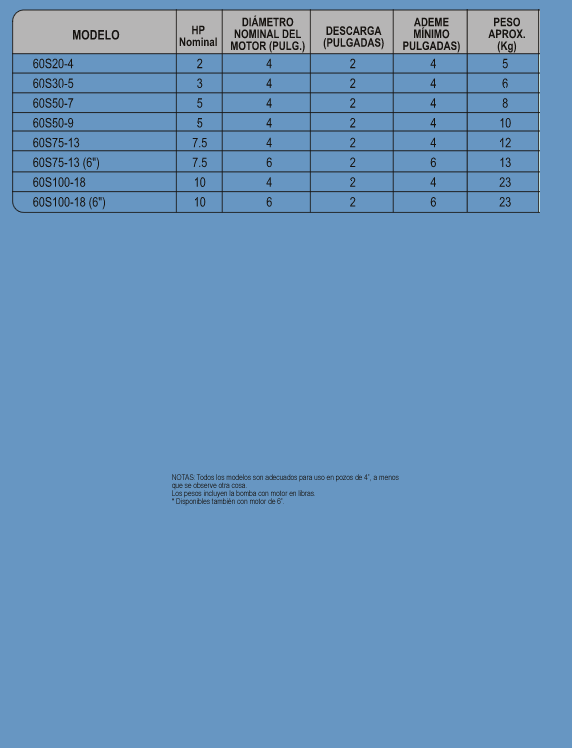 MODELO HP Nominal DIÁMETRO NOMINAL DEL MOTOR (PULG.) DESCARGA (PULGADAS) ADEME MÍNIMO PULGADAS) PESO APROX. (Kg)
60S20-4 2 4 2 4 5
60S30-5 3 4 2 4 6
60S50-7 5 4 2 4 8
60S50-9 5 4 2 4 10
60S75-13 7.5 4 2 4 12
60S75-13 (6") 7.5 6 2 6 13
60S100-18 10 4 2 4 23
60S100-18 (6") 10 6 2 6 23
NOTAS: Todos los modelos son adecuados para uso en pozos de 4", a menos
que se observe otra cosa.
Los pesos incluyen la bomba con motor en libras.
* Disponibles también con motor de 6".